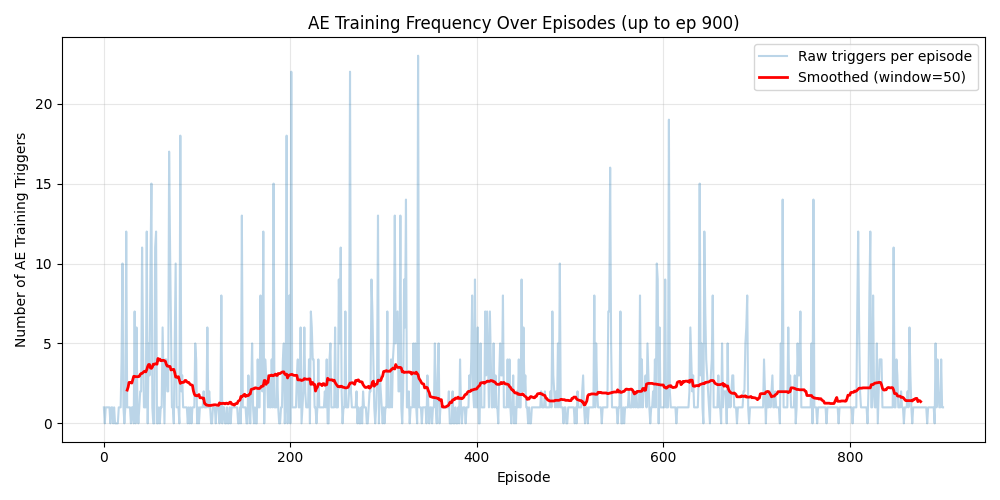 AE Training Frequency Over Episodes (up to ep 900)
Raw triggers per episode
Smoothed (window=50)
Number of AE Training Triggers
20
15
10
5
0
0 200 400 600 800
Episode